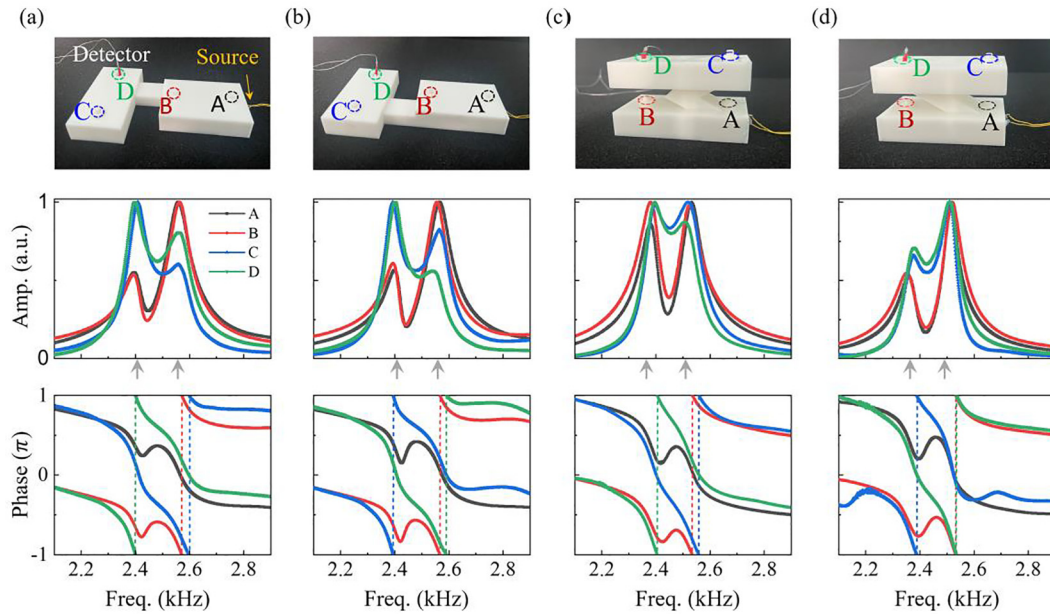 (a) (b) (c) (d)
Detector Source
D C B A
D C B A
D C
B A
D C
B A
Amp. (a.u.)
1
0
A
B
C
D
Phase (π)
1
0
-1
2.2 2.4 2.6 2.8 2.2 2.4 2.6 2.8 2.2 2.4 2.6 2.8 2.2 2.4 2.6 2.8
Freq. (kHz) Freq. (kHz) Freq. (kHz) Freq. (kHz)